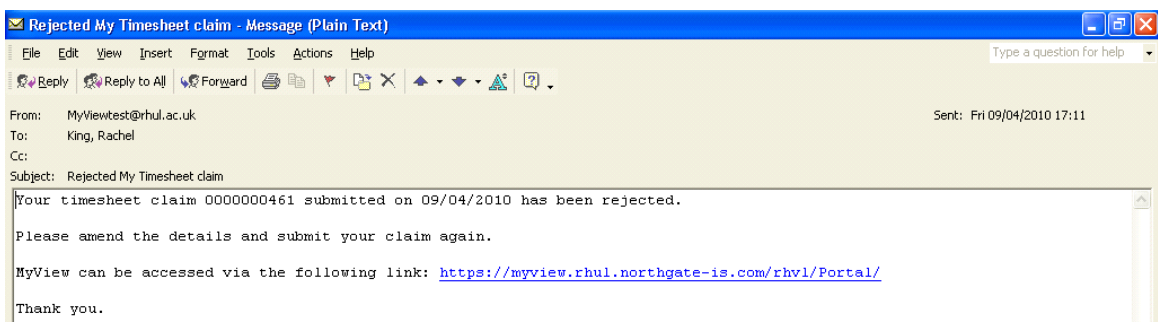 Rejected My Timesheet claim - Message (Plain Text)
File Edit View Insert Format Tools Actions Help Type a question for help
Reply Reply to All Forward
From: MyViewtest@rhul.ac.uk Sent: Fri 09/04/2010 17:11
To: King, Rachel
Cc:
Subject: Rejected My Timesheet claim
Your timesheet claim 0000000461 submitted on 09/04/2010 has been rejected.
Please amend the details and submit your claim again.
MyView can be accessed via the following link: https://myview.rhul.northgate-is.com/rhvl/Portal/
Thank you.